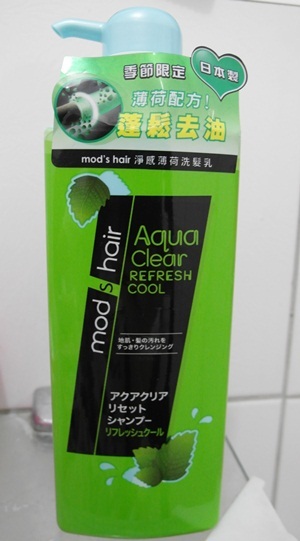 季節限定
日本製
薄荷配方!
蓬鬆去油
mod's hair 淨感薄荷洗髮乳
mod's hair
Aqua
Clear
REFRESH
COOL
地肌・髪の汚れを
すっきりクレンジング
アクアクリア
リセット
シャンプー
リフレッシュクール